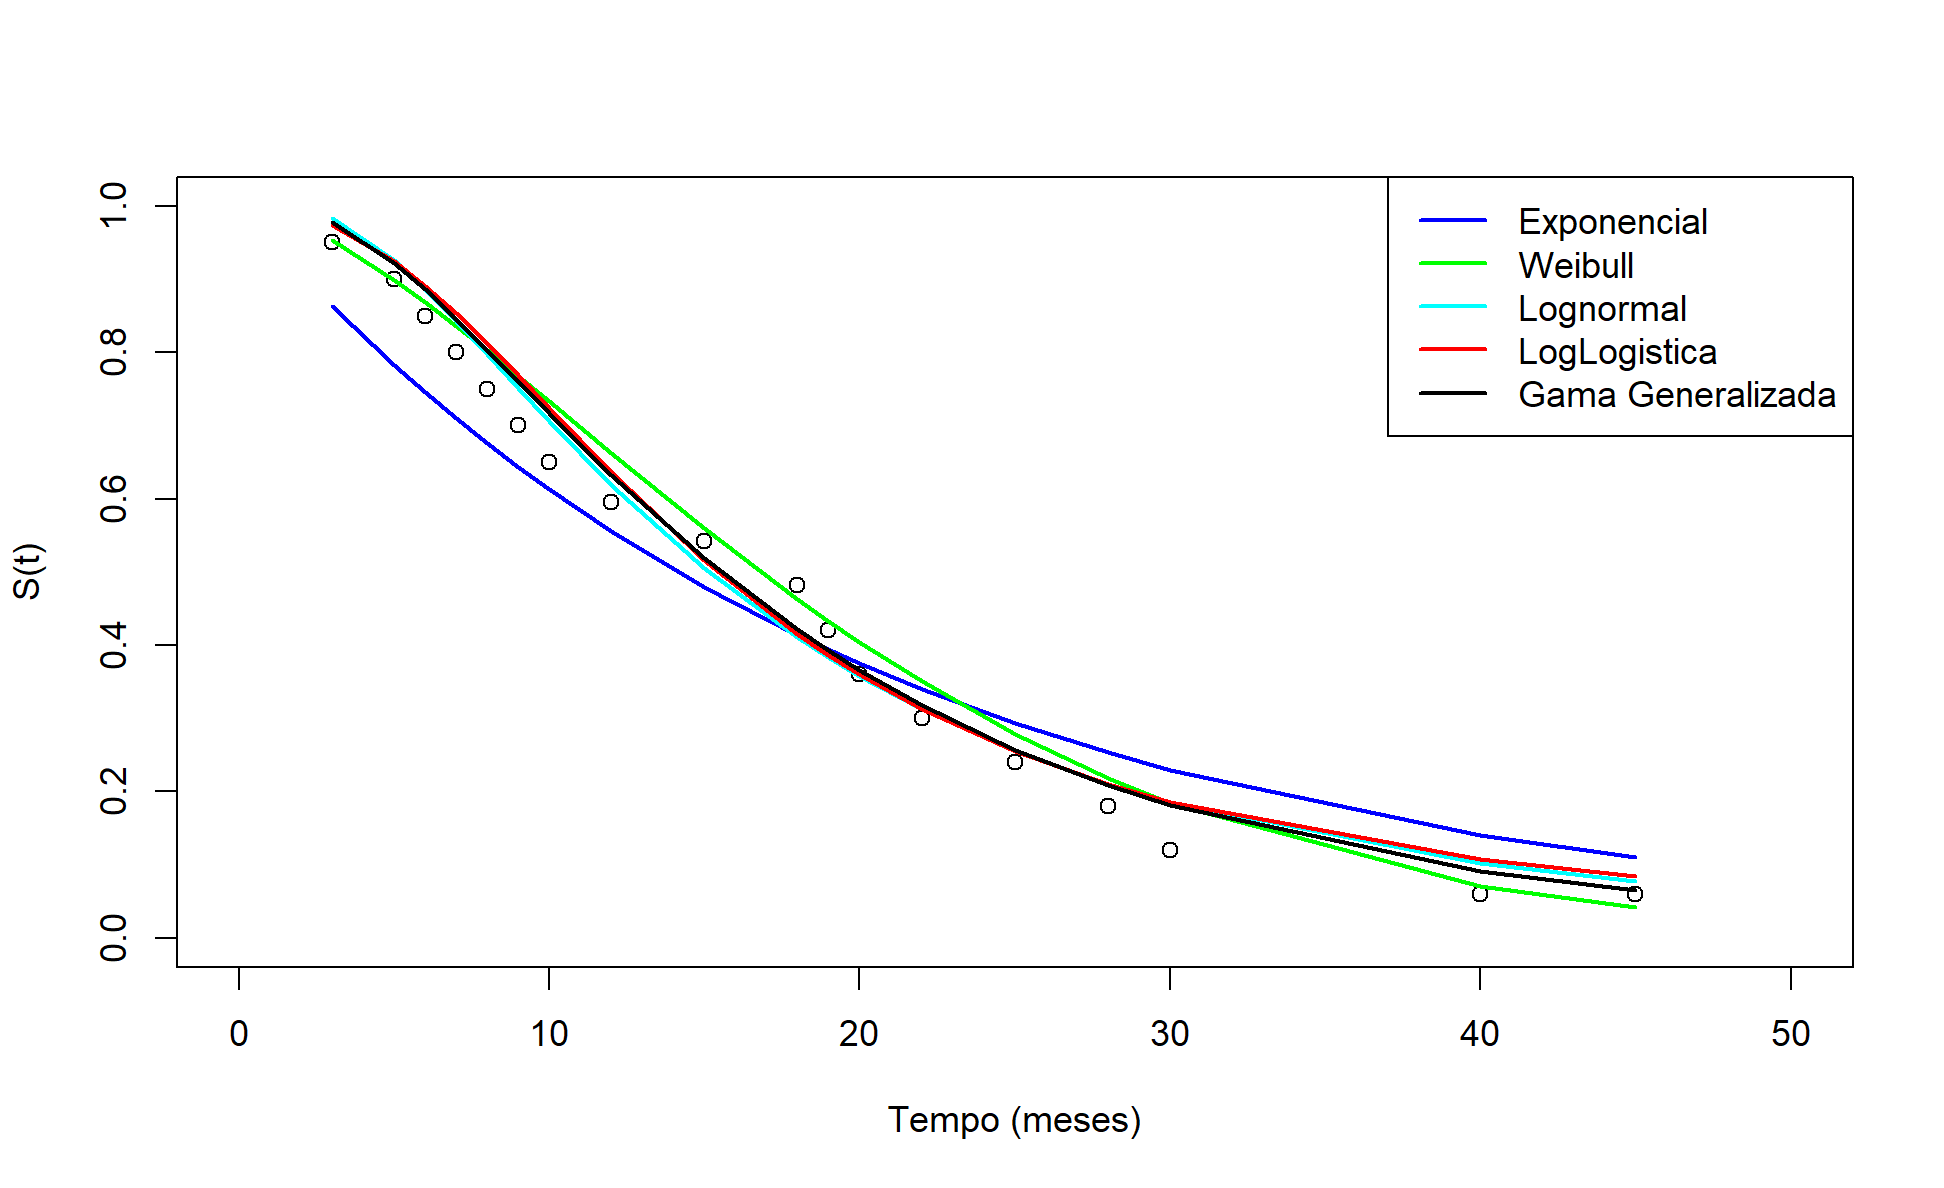 Exponencial
Weibull
Lognormal
LogLogistica
Gama Generalizada
S(t)
1.0
0.8
0.6
0.4
0.2
0.0
0 10 20 30 40 50
Tempo (meses)